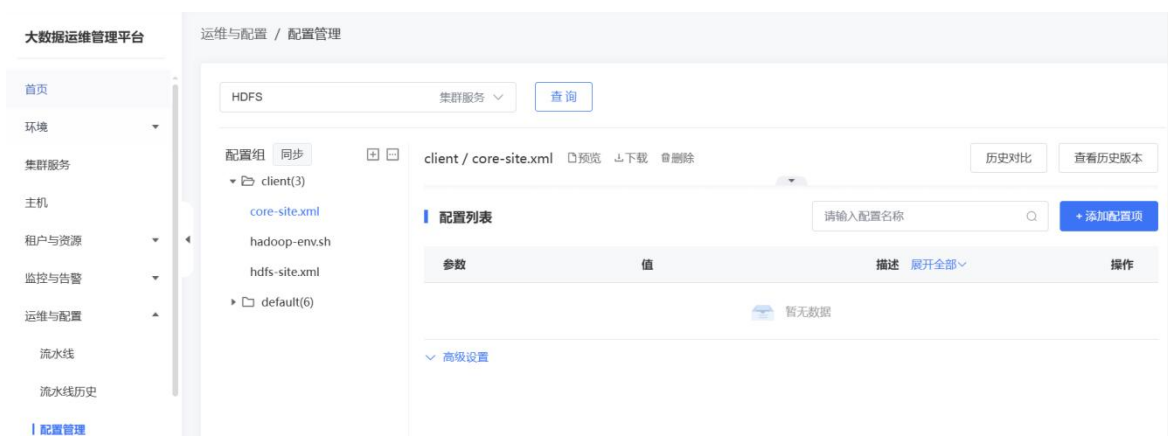 大数据运维管理平台
首页
环境
集群服务
主机
租户与资源
监控与告警
运维与配置
流水线
流水线历史
配置管理
运维与配置 / 配置管理
HDFS 集群服务 查 询
配置组 同步
client(3)
core-site.xml
hadoop-env.sh
hdfs-site.xml
default(6)
client / core-site.xml 预览 下载 删除 历史对比 查看历史版本
配置列表 请输入配置名称 + 添加配置项
参数 值 描述 展开全部 操作
暂无数据
高级设置